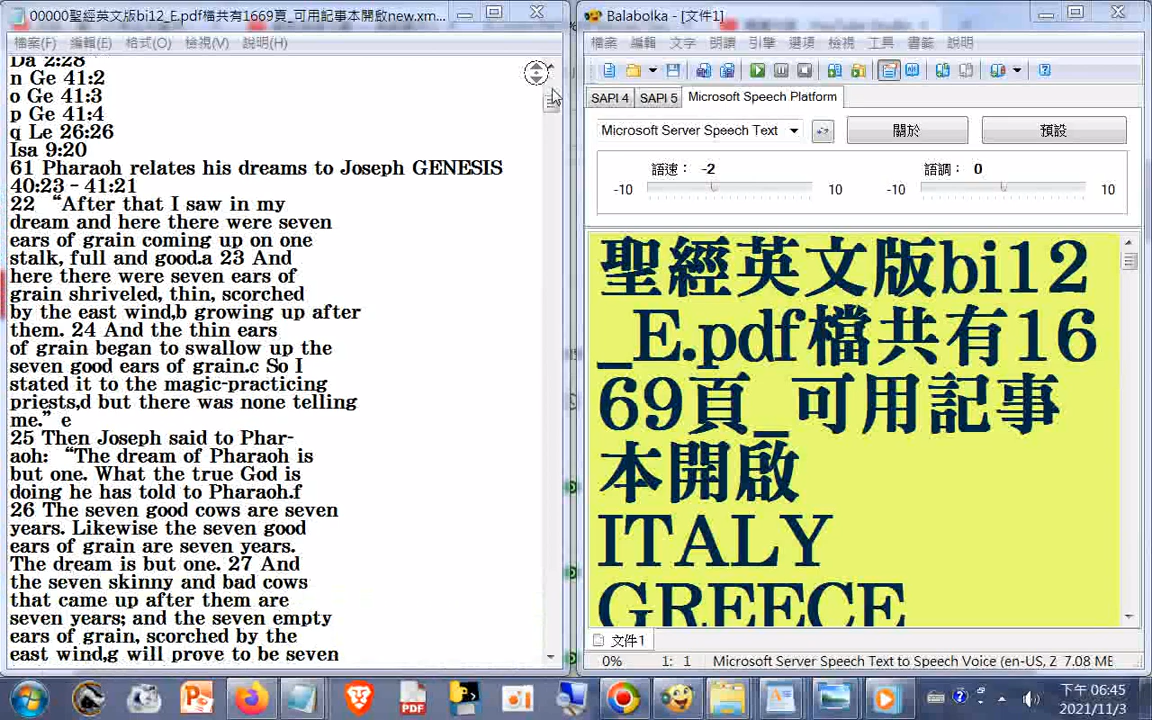 00000聖經英文版bi12_E.pdf檔共有1669頁_可用記事本開啟new.xm...
檔案(F) 編輯(E) 格式(O) 檢視(V) 說明(H)
Da 2:28
n Ge 41:2
o Ge 41:3
p Ge 41:4
q Le 26:26
Isa 9:20
61 Pharaoh relates his dreams to Joseph GENESIS
40:23 – 41:21
22 “After that I saw in my
dream and here there were seven
ears of grain coming up on one
stalk, full and good.a 23 And
here there were seven ears of
grain shriveled, thin, scorched
by the east wind,b growing up after
them. 24 And the thin ears
of grain began to swallow up the
seven good ears of grain.c So I
stated it to the magic-practicing
priests,d but there was none telling
me.” e
25 Then Joseph said to Phar-
aoh: “The dream of Pharaoh is
but one. What the true God is
doing he has told to Pharaoh.f
26 The seven good cows are seven
years. Likewise the seven good
ears of grain are seven years.
The dream is but one. 27 And
the seven skinny and bad cows
that came up after them are
seven years; and the seven empty
ears of grain, scorched by the
east wind,g will prove to be seven
Balabolka - [文件1]
檔案 編輯 文字 朗讀 引擎 選項 檢視 工具 書籤 說明
SAPI 4 SAPI 5 Microsoft Speech Platform
Microsoft Server Speech Text 關於 預設
語速： -2 語調： 0
-10 10 -10 10
聖經英文版bi12
_E.pdf檔共有16
69頁_可用記事
本開啟
ITALY
GREECE
文件1
0% 1: 1 Microsoft Server Speech Text to Speech Voice (en-US, Z 7.08 ME
PDF
下午 06:45
2021/11/3